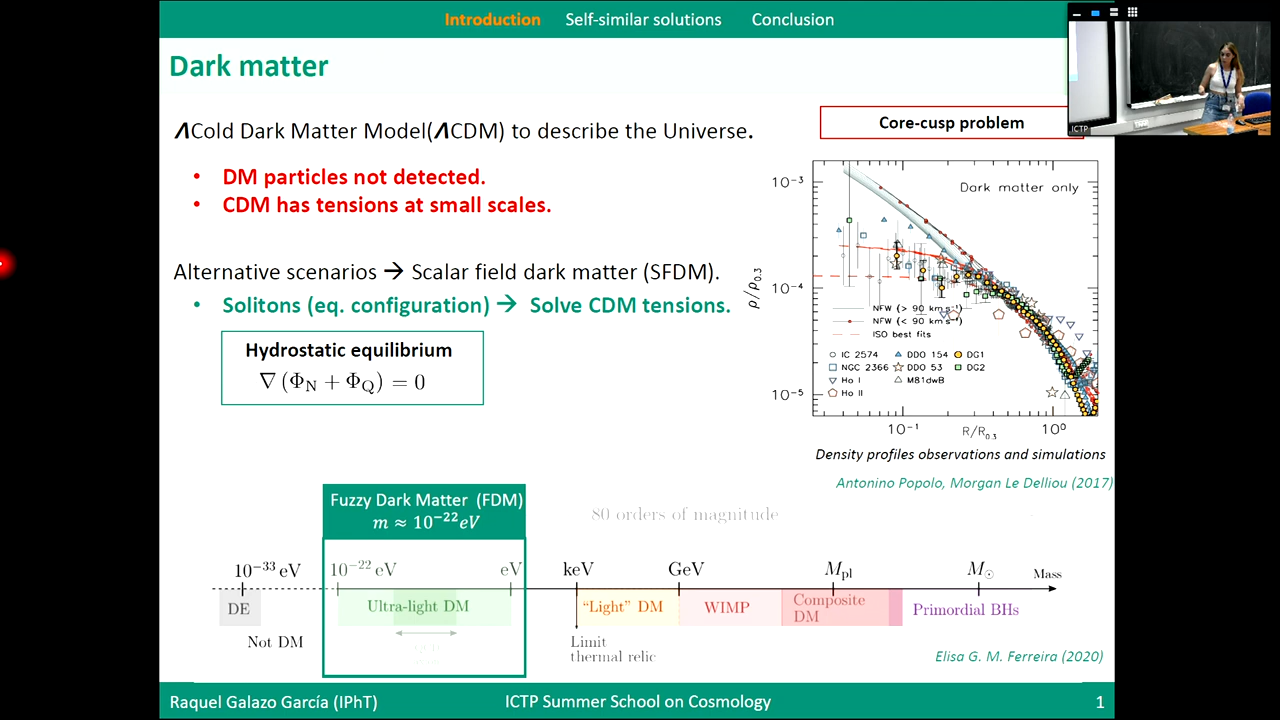 Introduction Self-similar solutions Conclusion
Dark matter
ΛCold Dark Matter Model(ΛCDM) to describe the Universe.
• DM particles not detected.
• CDM has tensions at small scales.
Alternative scenarios → Scalar field dark matter (SFDM).
• Solitons (eq. configuration) → Solve CDM tensions.
Hydrostatic equilibrium
∇ (Φ_N + Φ_Q) = 0
Core-cusp problem
ICTP
Dark matter only
10⁻³
10⁻⁴
10⁻⁵
ρ/ρ₀.₃
NFW (> 90 km s⁻¹)
NFW (< 90 km s⁻¹)
ISO best fits
IC 2574 DDO 154 DG1
NGC 2366 DDO 53 DG2
Ho I M81dwB
Ho II
10⁻¹ R/R₀.₃ 10⁰
Density profiles observations and simulations
Antonino Popolo, Morgan Le Delliou (2017)
Fuzzy Dark Matter (FDM)
m ≈ 10⁻²²eV
80 orders of magnitude
10⁻³³ eV 10⁻²² eV eV keV GeV M_pl M_⊙ Mass
DE Ultra-light DM "Light" DM WIMP Composite DM Primordial BHs
Not DM
Limit
thermal relic
Elisa G. M. Ferreira (2020)
Raquel Galazo García (IPhT) ICTP Summer School on Cosmology 1